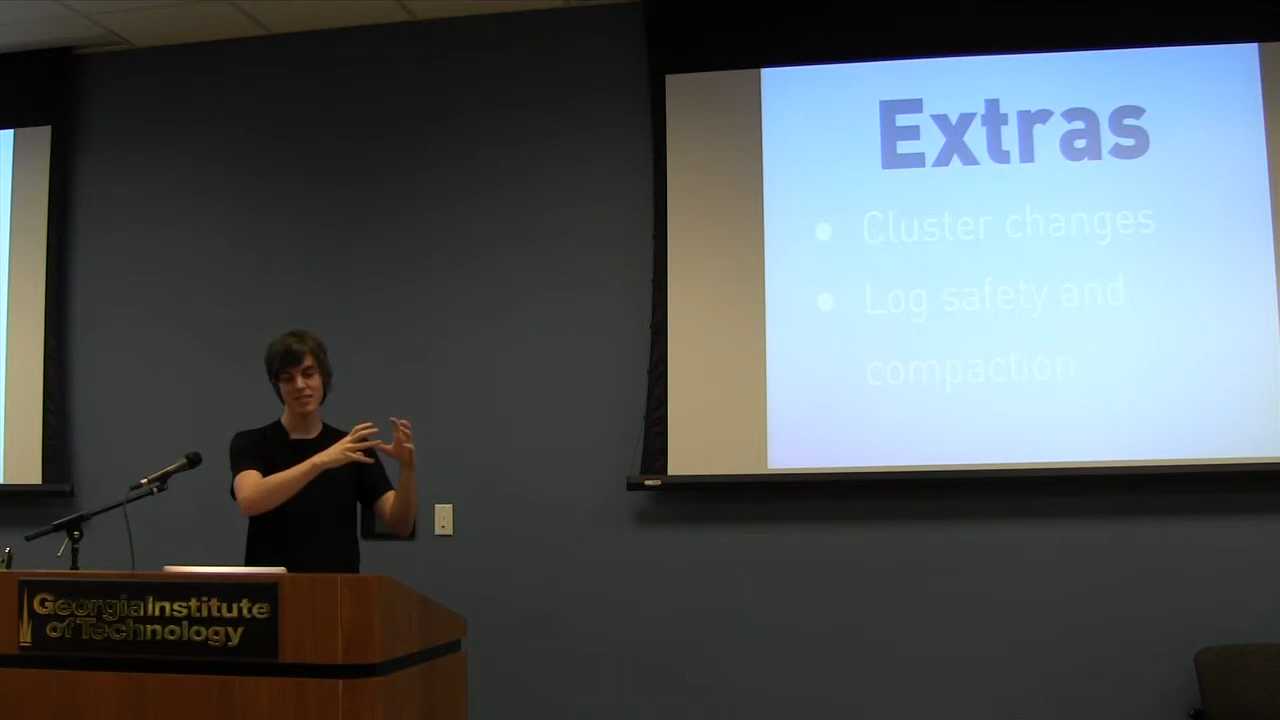 Extras
Cluster changes
Log safety and
compaction
Georgia Institute
of Technology